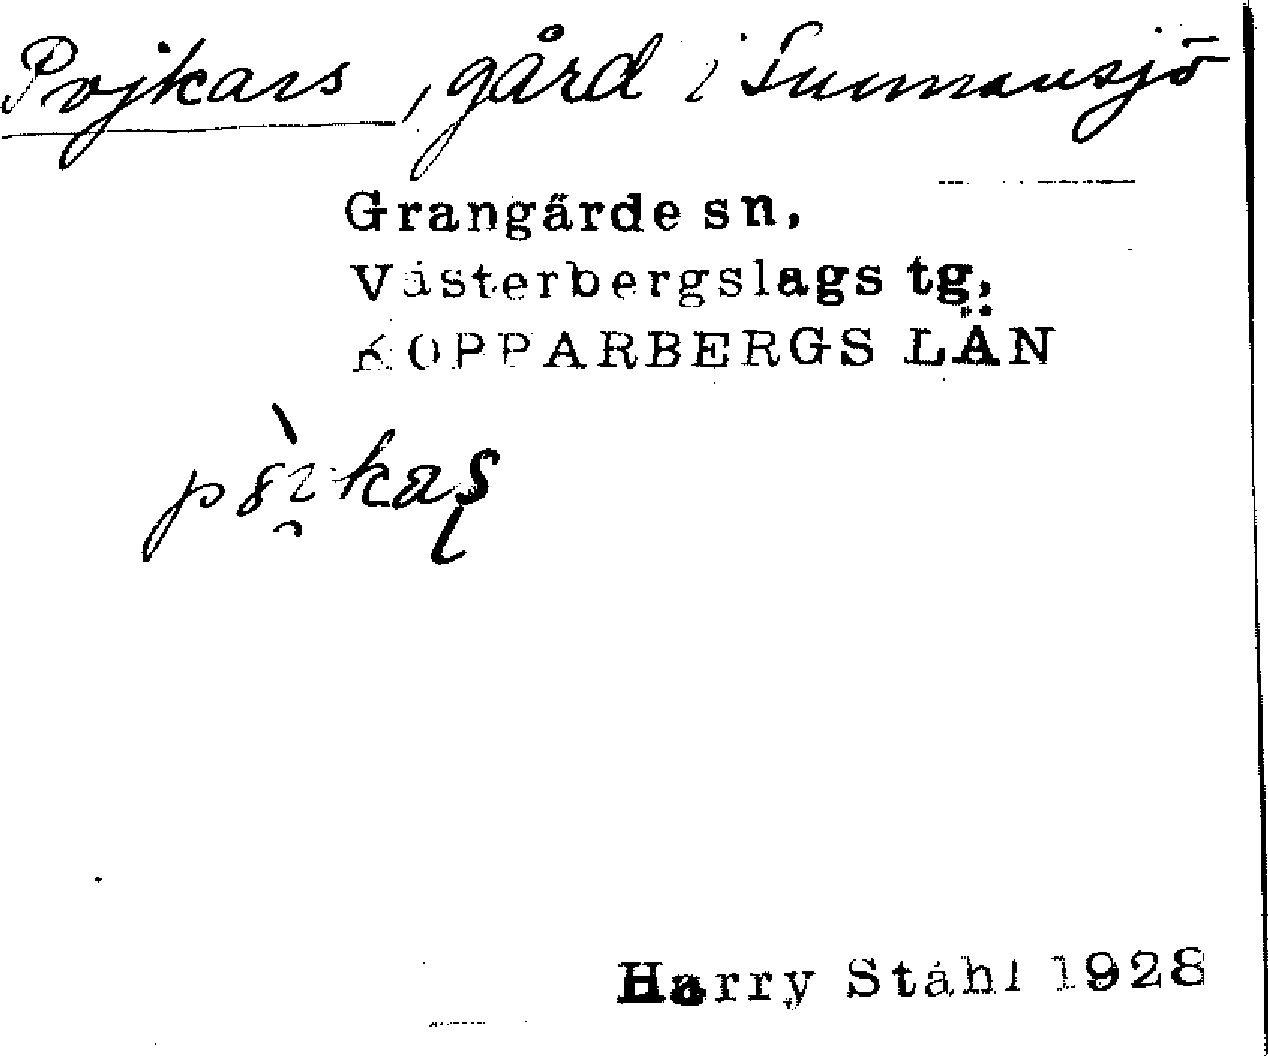 Pojkars, gård i Sunnansjö
Grangärde sn,
Västerbergslags tg,
KOPPARBERGS LÄN
Harry Ståhl 1928